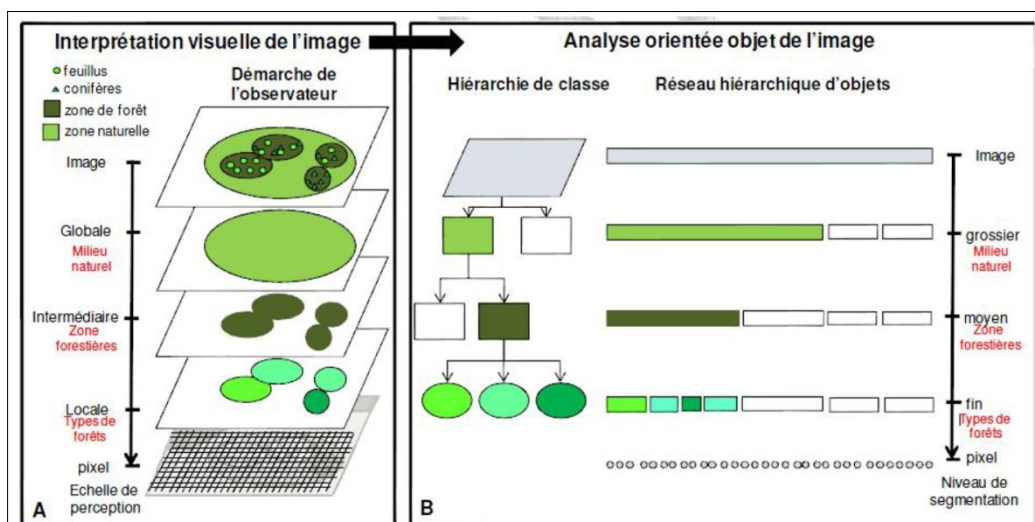 Interprétation visuelle de l'image
feuillus
conifères
zone de forêt
zone naturelle
Démarche de
l'observateur
Image
Globale
Milieu
naturel
Intermédiaire
Zone
forestières
Locale
Types de
forêts
pixel
Echelle de
perception
A
Analyse orientée objet de l'image
Hiérarchie de classe
Réseau hiérarchique d'objets
Image
grossier
Milieu
naturel
moyen
Zone
forestières
fin
Types de
forêts
pixel
Niveau de
segmentation
B